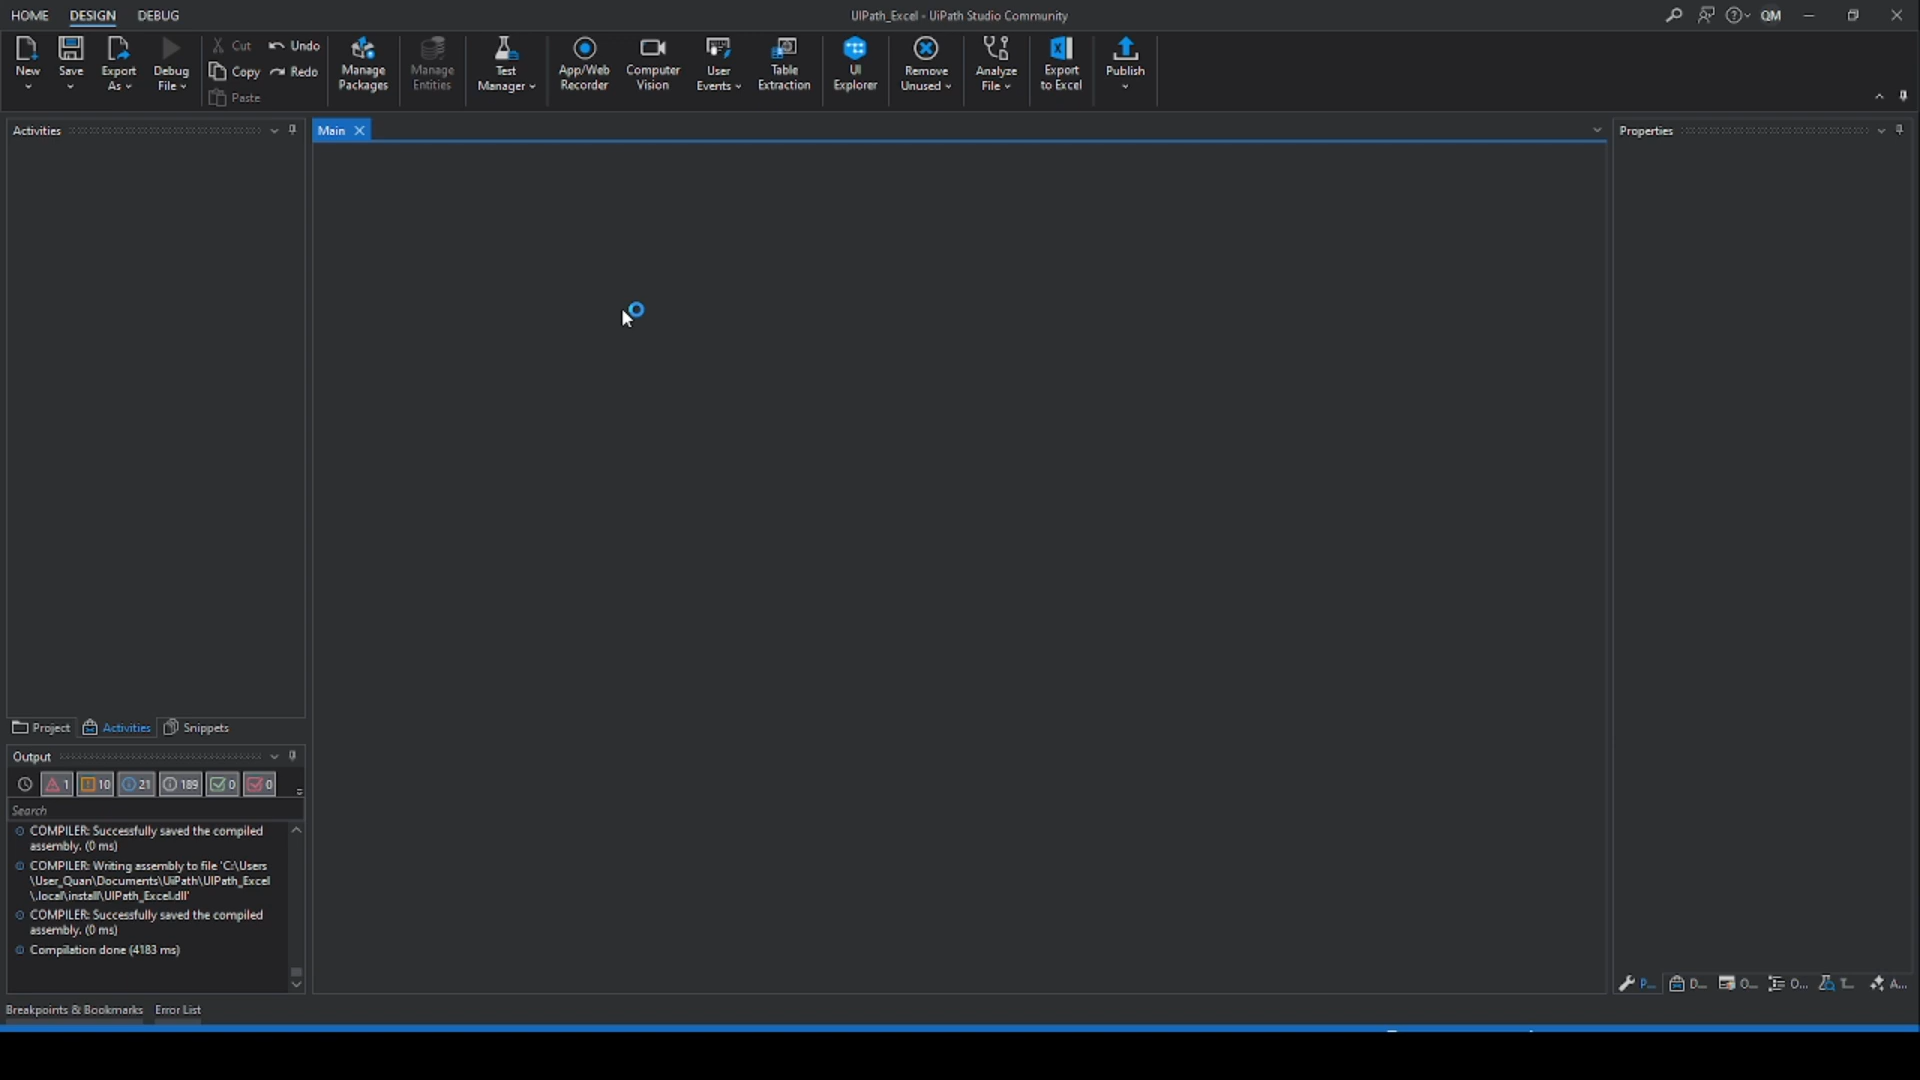 HOME DESIGN DEBUG
UIPath_Excel - UiPath Studio Community
QM
New
Save
Export
As
Debug
File
Cut
Copy
Paste
Undo
Redo
Manage
Packages
Manage
Entities
Test
Manager
App/Web
Recorder
Computer
Vision
User
Events
Table
Extraction
UI
Explorer
Remove
Unused
Analyze
File
Export
to Excel
Publish
Activities
Main
Properties
Project Activities Snippets
Output
1 10 21 189 0 0
Search
COMPILER: Successfully saved the compiled
assembly. (0 ms)
COMPILER: Writing assembly to file 'C:\Users
\User_Quan\Documents\UiPath\UIPath_Excel
\.local\install\UIPath_Excel.dll'
COMPILER: Successfully saved the compiled
assembly. (0 ms)
Compilation done (4183 ms)
P... D... O... O... T... A...
Breakpoints & Bookmarks Error List